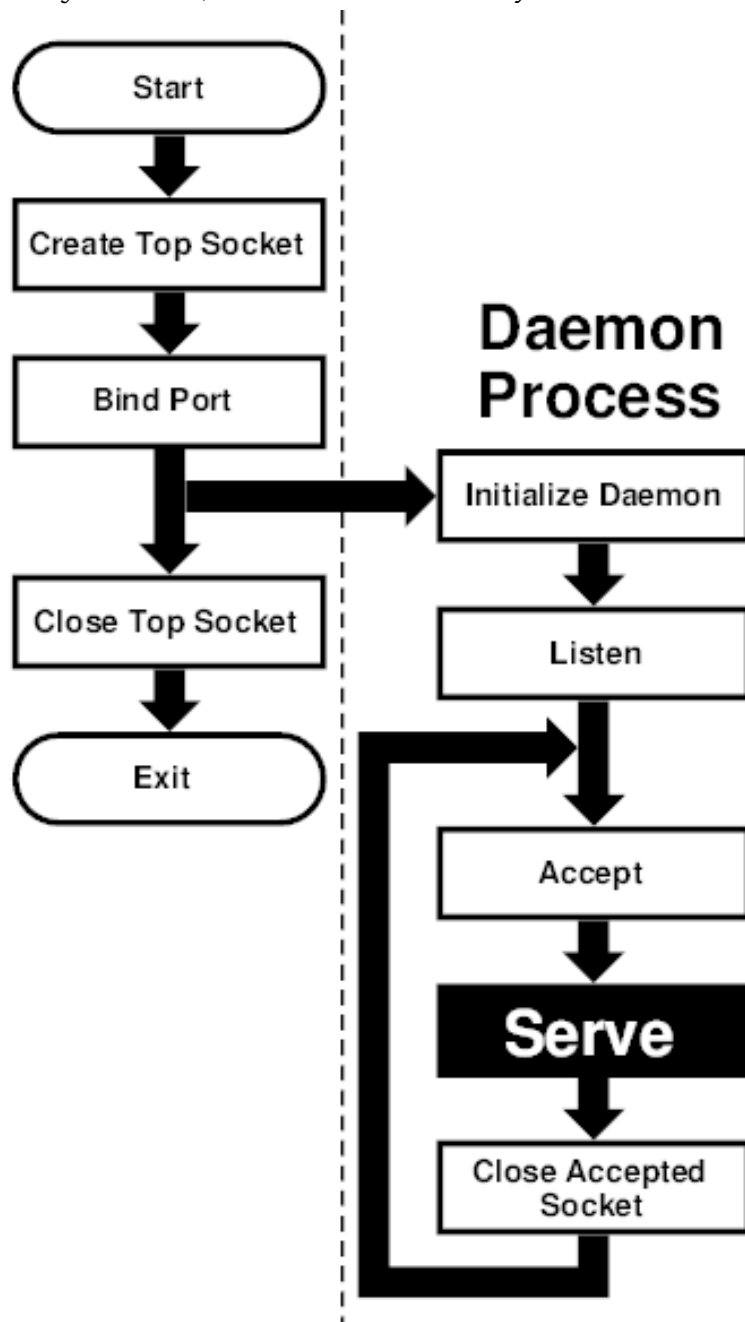 Start
Create Top Socket
Bind Port
Close Top Socket
Exit
Daemon
Process
Initialize Daemon
Listen
Accept
Serve
Close Accepted
Socket